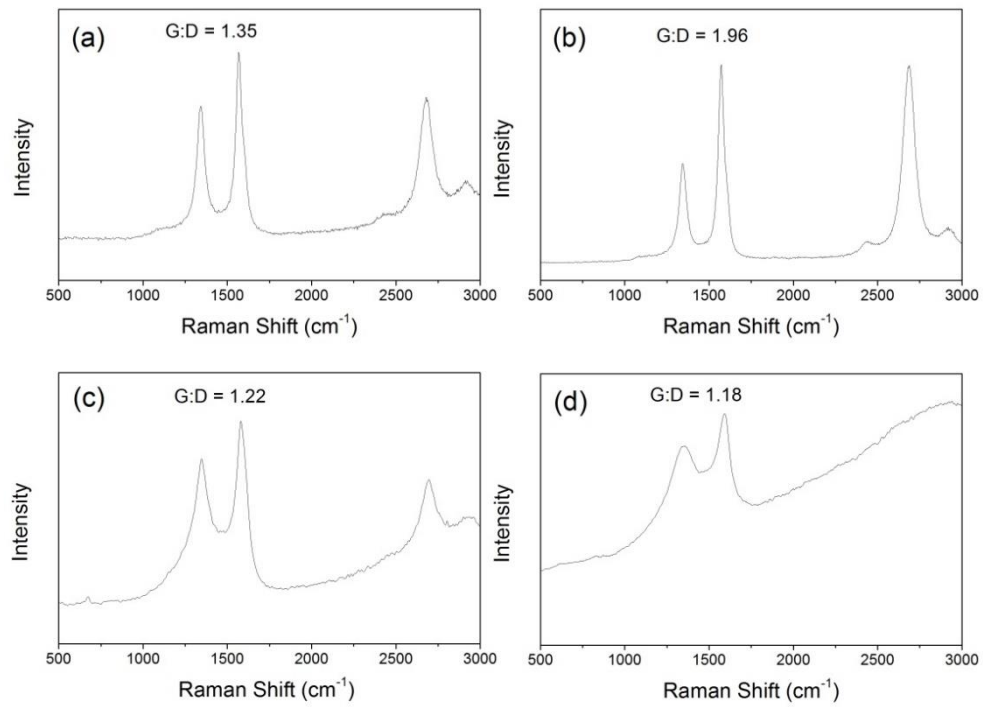 (a)
G:D = 1.35
Intensity
500 1000 1500 2000 2500 3000
Raman Shift (cm⁻¹)
(b)
G:D = 1.96
Intensity
500 1000 1500 2000 2500 3000
Raman Shift (cm⁻¹)
(c)
G:D = 1.22
Intensity
500 1000 1500 2000 2500 3000
Raman Shift (cm⁻¹)
(d)
G:D = 1.18
Intensity
500 1000 1500 2000 2500 3000
Raman Shift (cm⁻¹)